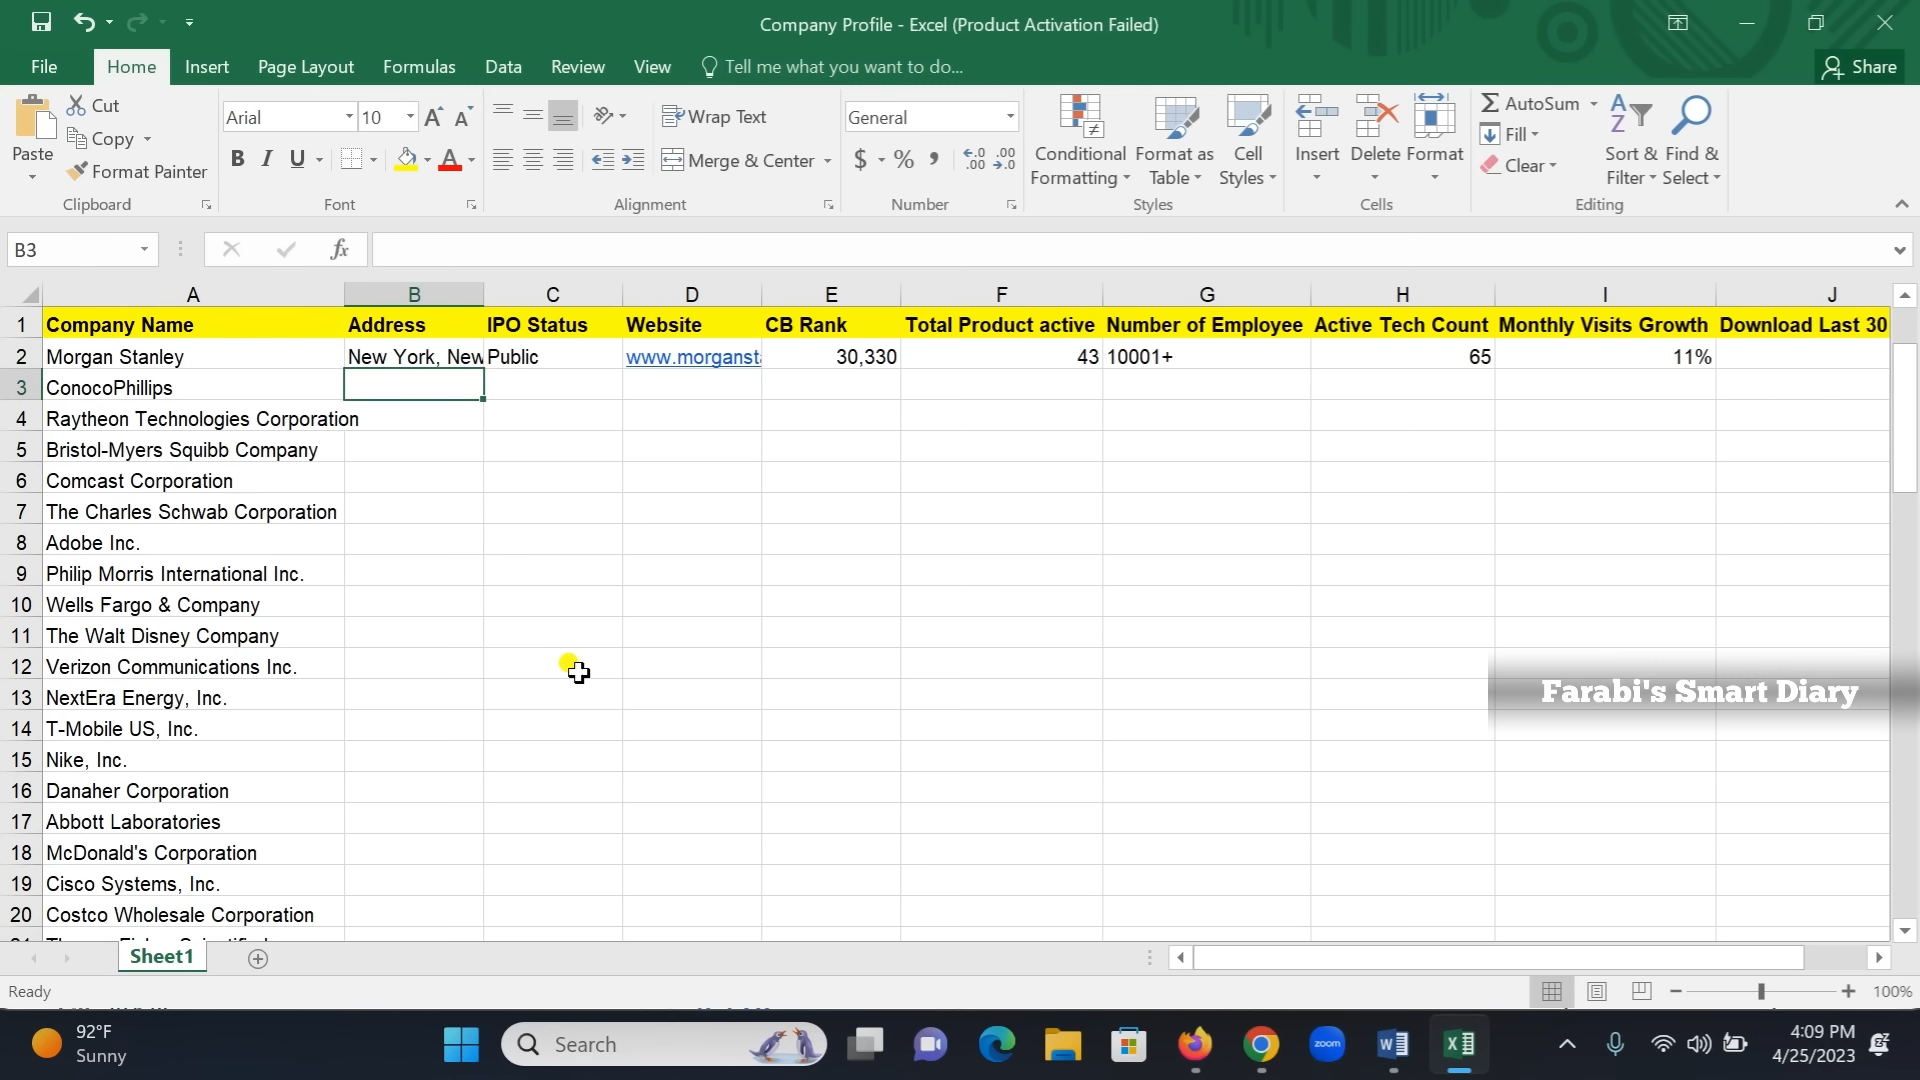 Company Profile - Excel (Product Activation Failed)
File Home Insert Page Layout Formulas Data Review View Tell me what you want to do... Share
Paste
Cut
Copy
Format Painter
Clipboard
Arial 10
B I U
Font
Wrap Text
Merge & Center
Alignment
General
$ % ,
Number
Conditional Formatting
Format as Table
Cell Styles
Styles
Insert Delete Format
Cells
AutoSum
Fill
Clear
Sort & Filter
Find & Select
Editing
B3 fx
A B C D E F G H I J
1 Company Name Address IPO Status Website CB Rank Total Product active Number of Employee Active Tech Count Monthly Visits Growth Download Last 30
2 Morgan Stanley New York, New Public www.morgansta 30,330 43 10001+ 65 11%
3 ConocoPhillips
4 Raytheon Technologies Corporation
5 Bristol-Myers Squibb Company
6 Comcast Corporation
7 The Charles Schwab Corporation
8 Adobe Inc.
9 Philip Morris International Inc.
10 Wells Fargo & Company
11 The Walt Disney Company
12 Verizon Communications Inc.
13 NextEra Energy, Inc.
Farabi's Smart Diary
14 T-Mobile US, Inc.
15 Nike, Inc.
16 Danaher Corporation
17 Abbott Laboratories
18 McDonald's Corporation
19 Cisco Systems, Inc.
20 Costco Wholesale Corporation
Sheet1
Ready 100%
92°F
Sunny
Search
zoom
4:09 PM
4/25/2023